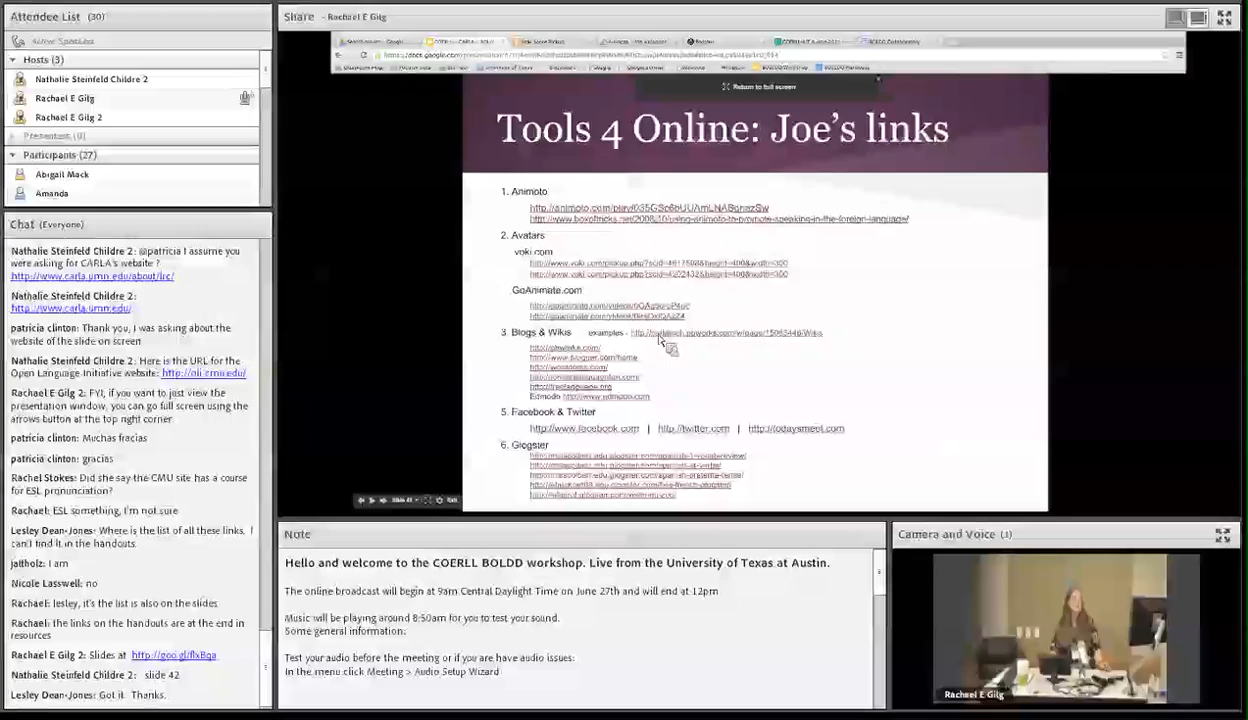 Attendee List (30)
Active Speakers
Hosts (3)
Nathalie Steinfeld Childre 2
Rachael E Gilg
Rachael E Gilg 2
Presenters (0)
Participants (27)
Abigail Mack
Amanda
Chat (Everyone)
Nathalie Steinfeld Childre 2: @patricia I assume you
were asking for CARLA's website ?
http://www.carla.umn.edu/about/lrc/
Nathalie Steinfeld Childre 2:
http://www.carla.umn.edu/
patricia clinton: Thank you, I was asking about the
website of the slide on screen
Nathalie Steinfeld Childre 2: Here is the URL for the
Open Language Initiative website: http://oli.cmu.edu/
Rachael E Gilg 2: FYI, if you want to just view the
presentation window, you can go full screen using the
arrows button at the top right corner
patricia clinton: Muchas fracias
patricia clinton: gracias
Rachel Stokes: Did she say the CMU site has a course
for ESL pronunciation?
Rachael: ESL something, I'm not sure
Lesley Dean-Jones: Where is the list of all these links. I
can't find it in the handouts.
jattholz: I am
Nicole Lasswell: no
Rachael: lesley, it's the list is also on the slides
Rachael: the links on the handouts are at the end in
resources
Rachael E Gilg 2: Slides at http://goo.gl/flxBqa
Nathalie Steinfeld Childre 2: slide 42
Lesley Dean-Jones: Got it. Thanks.
Share - Rachael E Gilg
Return to full screen
Tools 4 Online: Joe's links
1. Animoto
2. Avatars
voki.com
GoAnimate.com
3 Blogs & Wikis examples -
Edmodo http://www.edmodo.com
5. Facebook & Twitter
http://www.facebook.com | http://twitter.com | http://todaysmeet.com
6. Glogster
Note
Hello and welcome to the COERLL BOLDD workshop. Live from the University of Texas at Austin.
The online broadcast will begin at 9am Central Daylight Time on June 27th and will end at 12pm
Music will be playing around 8:50am for you to test your sound.
Some general information:
Test your audio before the meeting or if you are have audio issues:
In the menu click Meeting > Audio Setup Wizard
Camera and Voice (1)
Rachael E Gilg